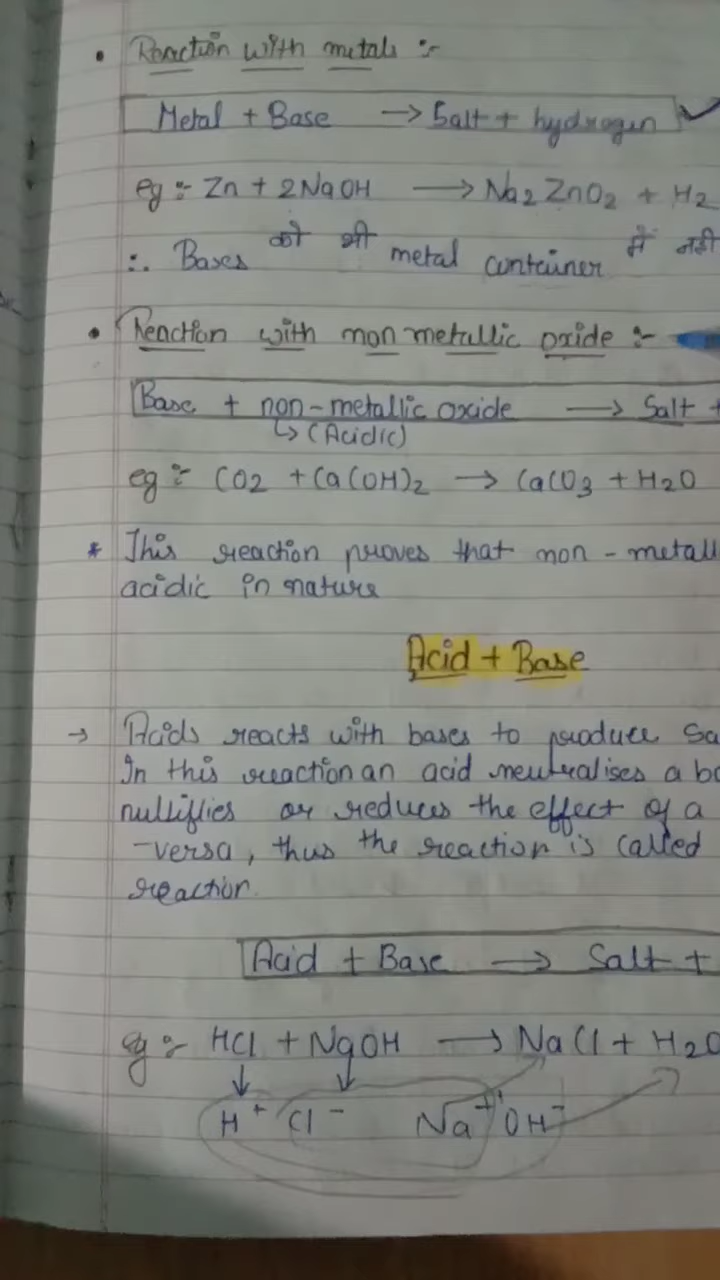 • Reaction with metals :-
Metal + Base → Salt + hydrogen ✓
eg :- Zn + 2NaOH → Na2ZnO2 + H2
∴ Bases को भी metal container में नही
• Reaction with non metallic oxide :-
Base + non-metallic oxide → Salt +
↳ (Acidic)
eg :- CO2 + Ca(OH)2 → CaCO3 + H2O
* This reaction proves that non-metall
acidic in nature
Acid + Base
→ Acids reacts with bases to produce Sa
In this reaction an acid neutralises a ba
nullifies or reduces the effect of a
-versa, thus the reaction is called
reaction.
Acid + Base → Salt +
eg :- HCl + NaOH → NaCl + H2O
H+ Cl- Na+ OH-